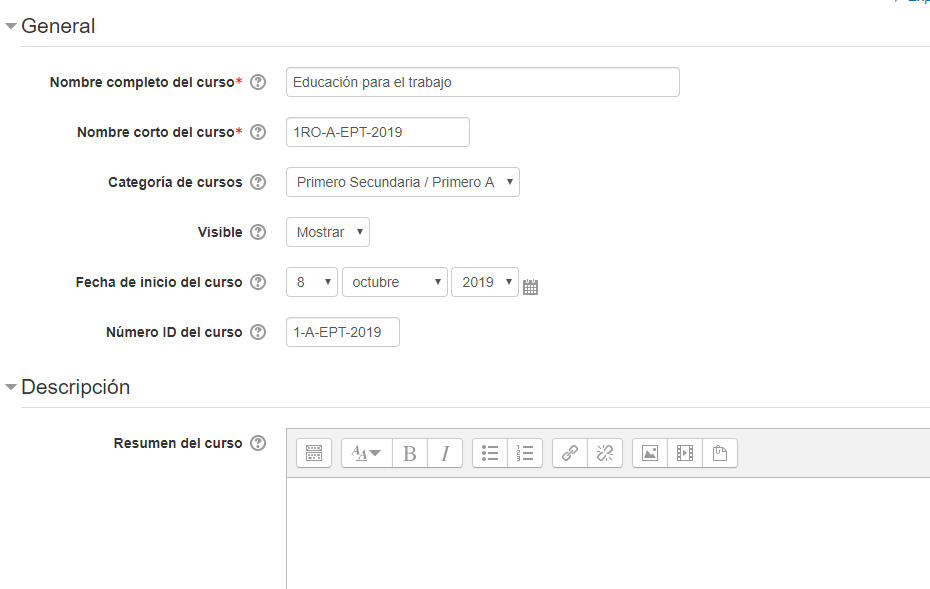 General
Nombre completo del curso* Educación para el trabajo
Nombre corto del curso* 1RO-A-EPT-2019
Categoría de cursos Primero Secundaria / Primero A
Visible Mostrar
Fecha de inicio del curso 8 octubre 2019
Número ID del curso 1-A-EPT-2019
Descripción
Resumen del curso